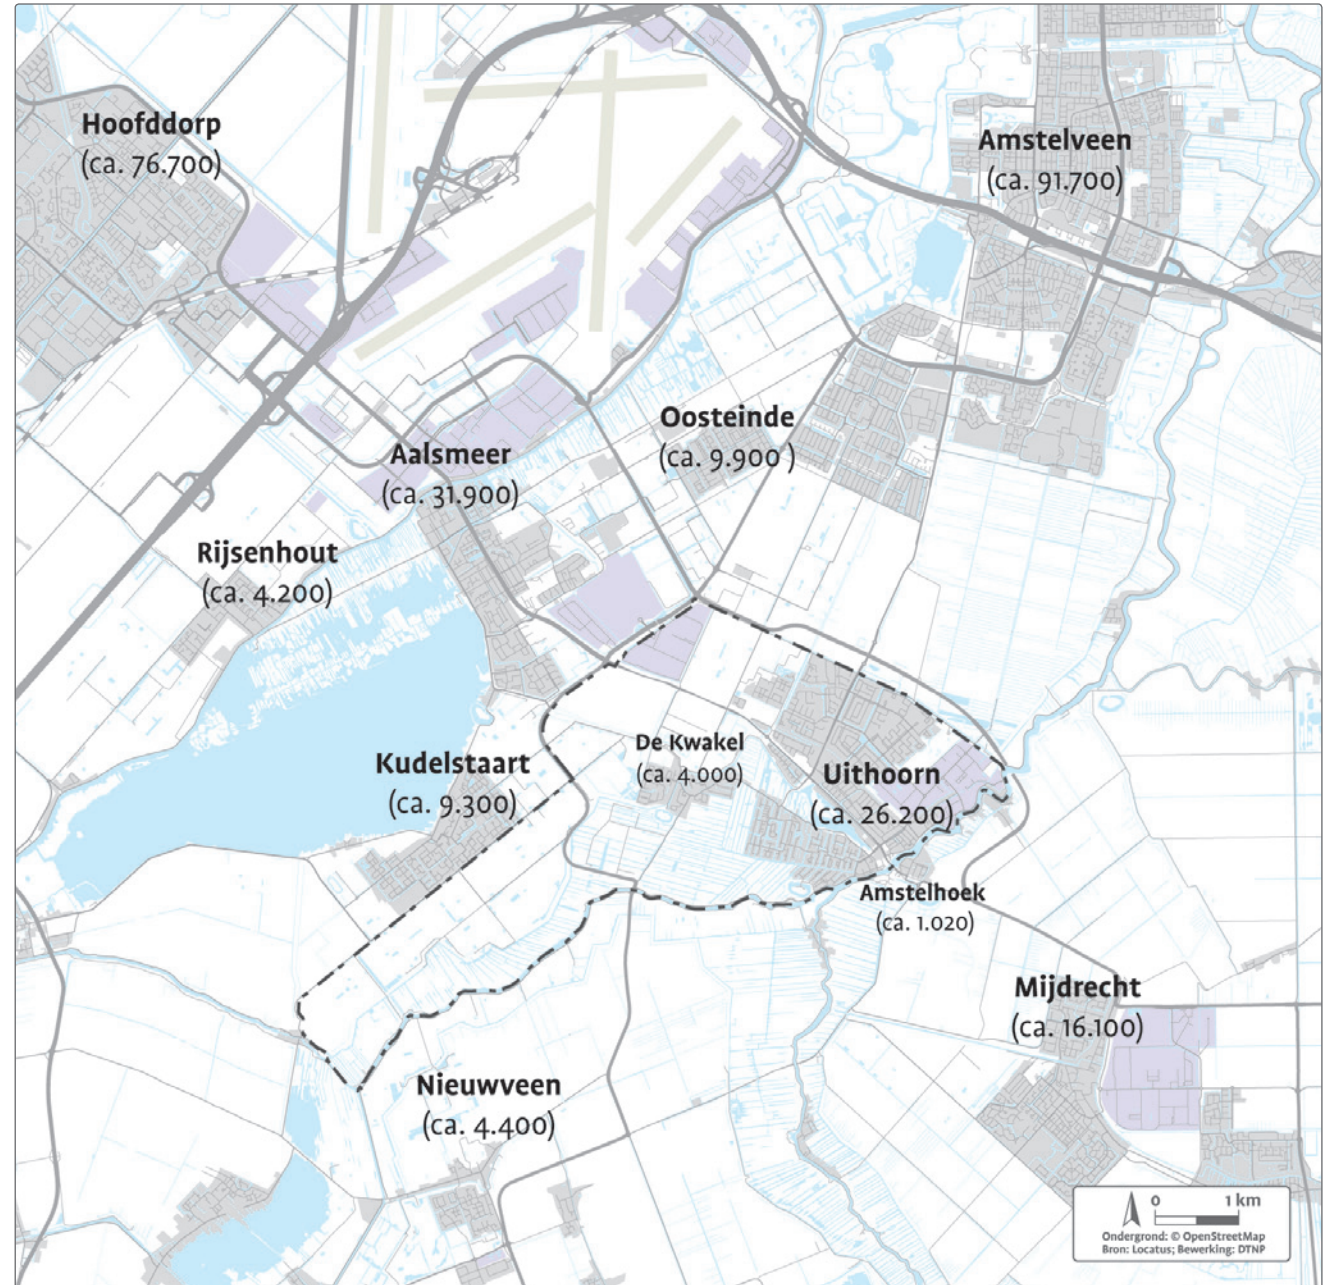 Hoofddorp
(ca. 76.700)
Amstelveen
(ca. 91.700)
Oosteinde
(ca. 9.900 )
Aalsmeer
(ca. 31.900)
Rijsenhout
(ca. 4.200)
De Kwakel
(ca. 4.000)
Kudelstaart
(ca. 9.300)
Uithoorn
(ca. 26.200)
Amstelhoek
(ca. 1.020)
Mijdrecht
(ca. 16.100)
Nieuwveen
(ca. 4.400)
0 1 km
Ondergrond: © OpenStreetMap
Bron: Locatus; Bewerking: DTNP